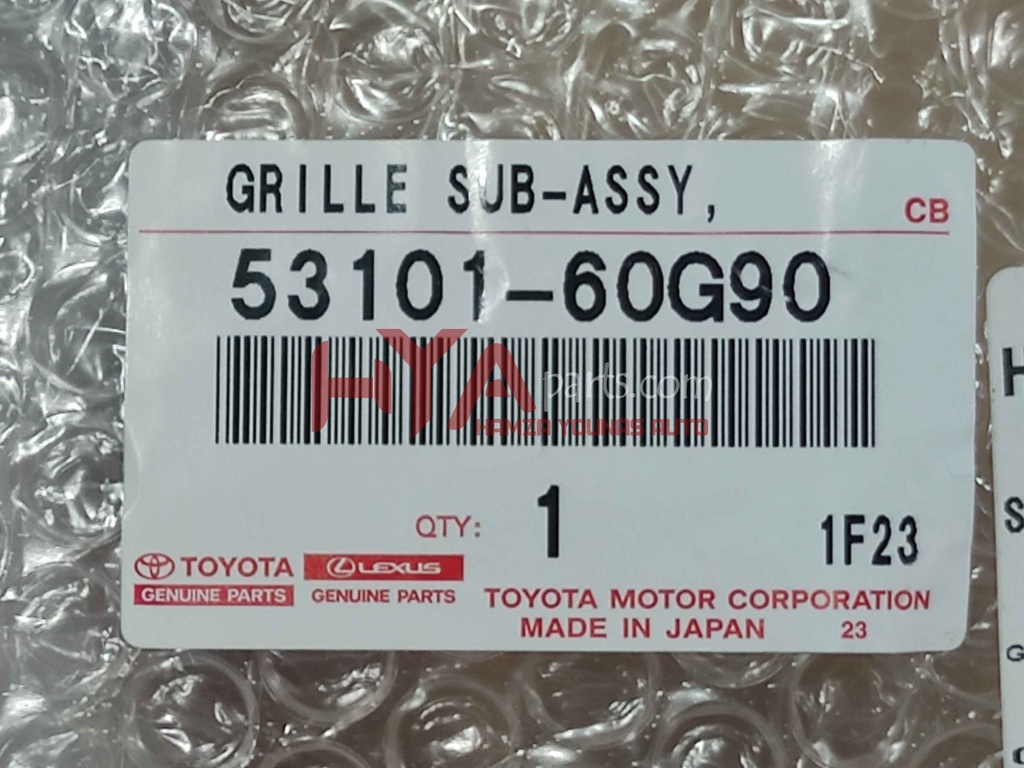 GRILLE SUB-ASSY,
CB
53101-60G90
HYA parts.com
HAMZA YOUNAS AUTO
QTY: 1
1F23
TOYOTA LEXUS
GENUINE PARTS GENUINE PARTS
TOYOTA MOTOR CORPORATION
MADE IN JAPAN 23
H
S
G